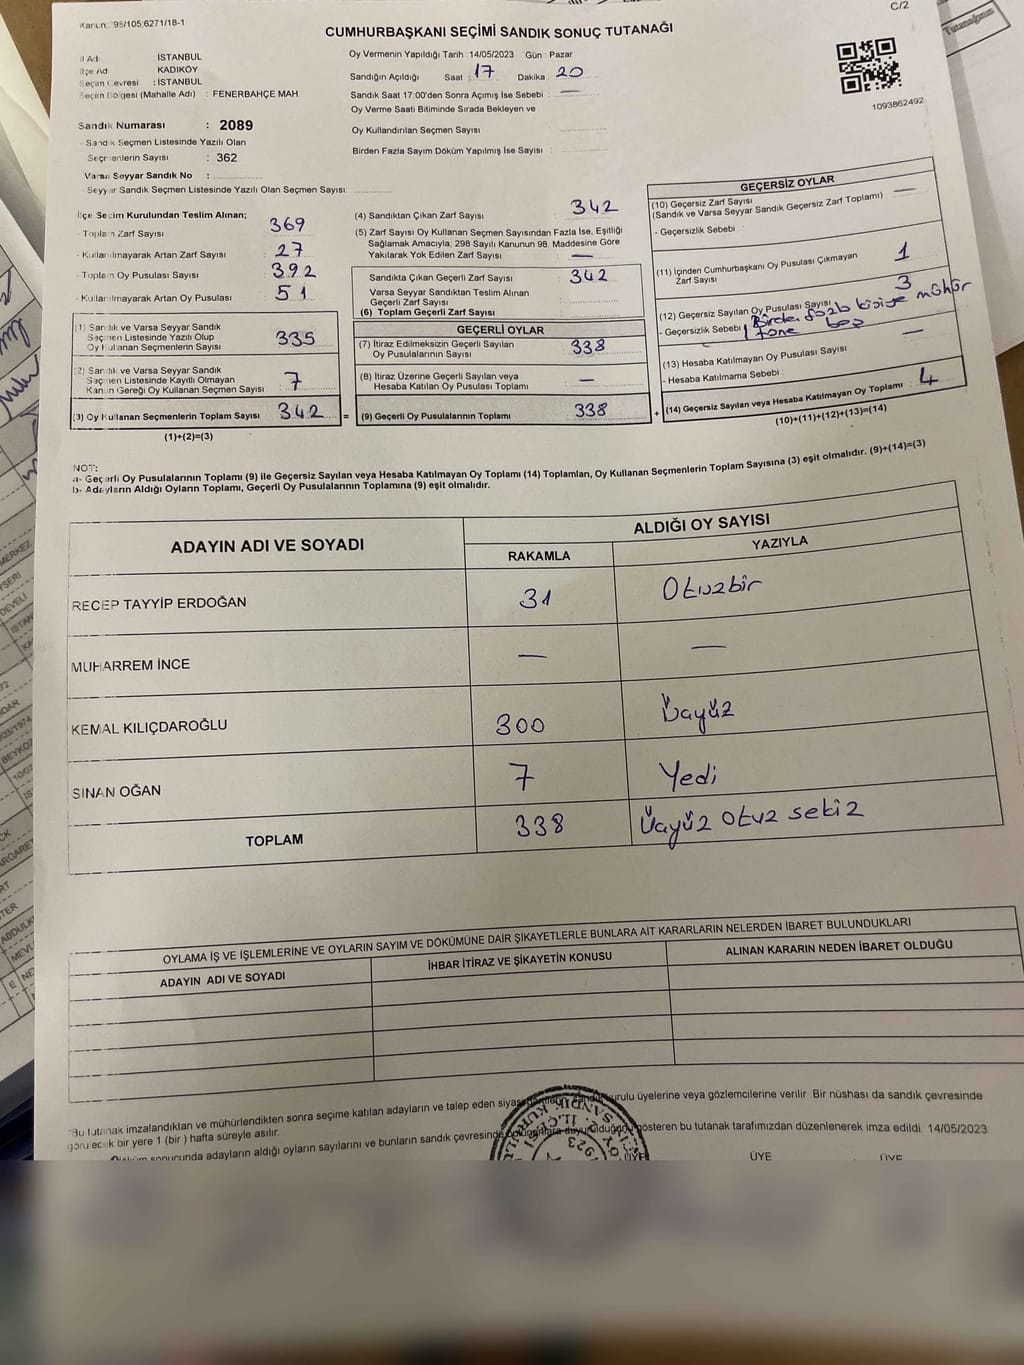 Kanun: 95/105;6271/18-1
C/2
CUMHURBAŞKANI SEÇİMİ SANDIK SONUÇ TUTANAĞI
İl Adı : İSTANBUL
İlçe Adı : KADIKÖY
Seçim Çevresi : İSTANBUL
Seçim Bölgesi (Mahalle Adı) : FENERBAHÇE MAH
Sandık Numarası : 2089
- Sandık Seçmen Listesinde Yazılı Olan
Seçmenlerin Sayısı : 362
Varsa Seyyar Sandık No :
- Seyyar Sandık Seçmen Listesinde Yazılı Olan Seçmen Sayısı:
Oy Vermenin Yapıldığı Tarih : 14/05/2023 Gün : Pazar
Sandığın Açıldığı Saat 17 Dakika 20
Sandık Saat 17:00'den Sonra Açımış İse Sebebi : —
Oy Verme Saati Bitiminde Sırada Bekleyen ve
Oy Kullandırılan Seçmen Sayısı
Birden Fazla Sayım Döküm Yapılmış İse Sayısı
1093862492
İlçe Seçim Kurulundan Teslim Alınan;
- Toplam Zarf Sayısı 369
- Kullanılmayarak Artan Zarf Sayısı 27
- Toplam Oy Pusulası Sayısı 392
- Kullanılmayarak Artan Oy Pusulası 51
(1) Sandık ve Varsa Seyyar Sandık
Seçmen Listesinde Yazılı Olup
Oy Kullanan Seçmenlerin Sayısı 335
(2) Sandık ve Varsa Seyyar Sandık
Seçmen Listesinde Kayıtlı Olmayan
Kanun Gereği Oy Kullanan Seçmen Sayısı 7
(3) Oy Kullanan Seçmenlerin Toplam Sayısı 342 =
(1)+(2)=(3)
(4) Sandıktan Çıkan Zarf Sayısı 342
(5) Zarf Sayısı Oy Kullanan Seçmen Sayısından Fazla İse, Eşitliği
Sağlamak Amacıyla; 298 Sayılı Kanunun 98. Maddesine Göre
Yakılarak Yok Edilen Zarf Sayısı —
Sandıkta Çıkan Geçerli Zarf Sayısı 342
Varsa Seyyar Sandıktan Teslim Alınan
Geçerli Zarf Sayısı
(6) Toplam Geçerli Zarf Sayısı
GEÇERLİ OYLAR
(7) İtiraz Edilmeksizin Geçerli Sayılan
Oy Pusulalarının Sayısı 338
(8) İtiraz Üzerine Geçerli Sayılan veya
Hesaba Katılan Oy Pusulası Toplamı —
(9) Geçerli Oy Pusulalarının Toplamı 338 +
GEÇERSİZ OYLAR
(10) Geçersiz Zarf Sayısı —
(Sandık ve Varsa Seyyar Sandık Geçersiz Zarf Toplamı)
- Geçersizlik Sebebi :
(11) İçinden Cumhurbaşkanı Oy Pusulası Çıkmayan
Zarf Sayısı 1
(12) Geçersiz Sayılan Oy Pusulası Sayısı 3
- Geçersizlik Sebebi : Birden fazla kişiye mühür
1 tane boş
(13) Hesaba Katılmayan Oy Pusulası Sayısı —
- Hesaba Katılmama Sebebi :
(14) Geçersiz Sayılan veya Hesaba Katılmayan Oy Toplamı 4
(10)+(11)+(12)+(13)=(14)
NOT:
a- Geçerli Oy Pusulalarının Toplamı (9) ile Geçersiz Sayılan veya Hesaba Katılmayan Oy Toplamı (14) Toplamları, Oy Kullanan Seçmenlerin Toplam Sayısına (3) eşit olmalıdır. (9)+(14)=(3)
b- Adayların Aldığı Oyların Toplamı, Geçerli Oy Pusulalarının Toplamına (9) eşit olmalıdır.
ADAYIN ADI VE SOYADI
ALDIĞI OY SAYISI
RAKAMLA YAZIYLA
RECEP TAYYİP ERDOĞAN 31 Otuzbir
MUHARREM İNCE — —
KEMAL KILIÇDAROĞLU 300 Üçyüz
SİNAN OĞAN 7 Yedi
TOPLAM 338 Üçyüz otuz sekiz
OYLAMA İŞ VE İŞLEMLERİNE VE OYLARIN SAYIM VE DÖKÜMÜNE DAİR ŞİKAYETLERLE BUNLARA AİT KARARLARIN NELERDEN İBARET BULUNDUKLARI
ADAYIN ADI VE SOYADI
İHBAR İTİRAZ VE ŞİKAYETİN KONUSU
ALINAN KARARIN NEDEN İBARET OLDUĞU
*Bu tutanak imzalandıktan ve mühürlendikten sonra seçime katılan adayların ve talep eden siyasi kurulu üyelerine veya gözlemcilerine verilir. Bir nüshası da sandık çevresinde
görülecek bir yere 1 (bir) hafta süreyle asılır.
sonucunda adayların aldığı oyların sayılarını ve bunların sandık çevresinde gösteren bu tutanak tarafımızdan düzenlenerek imza edildi. 14/05/2023
ÜYE ÜYE